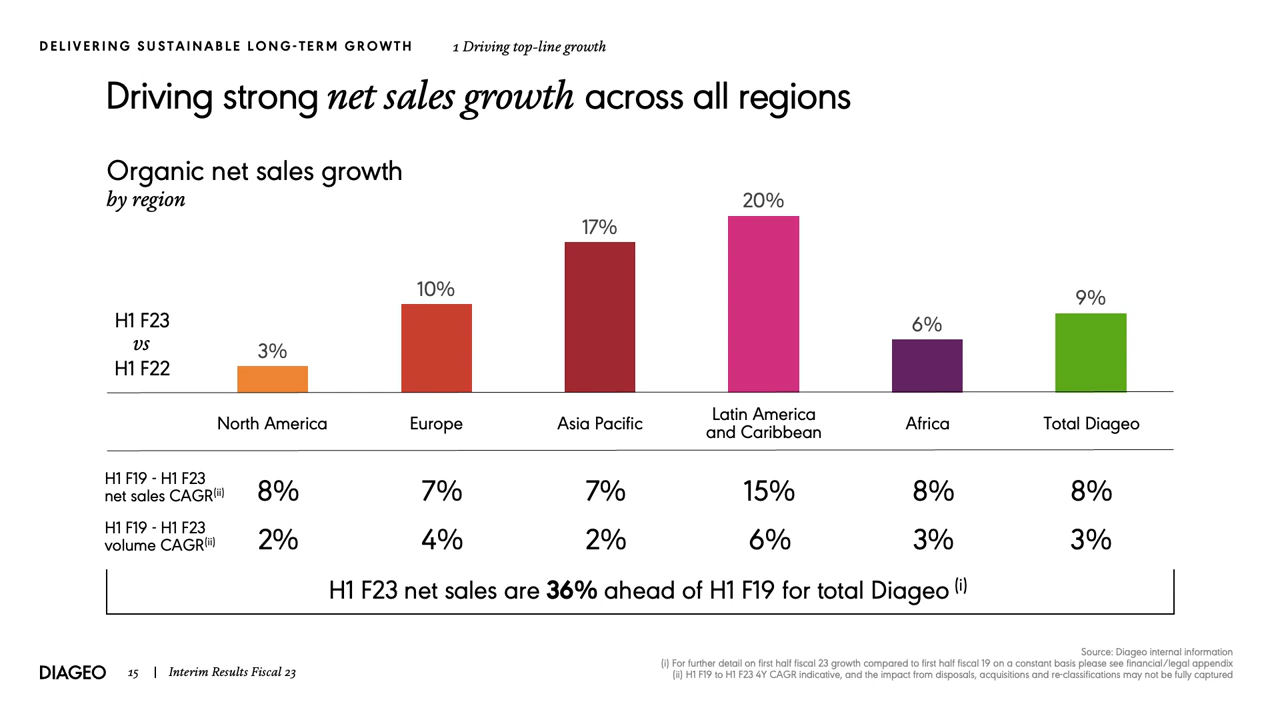 DELIVERING SUSTAINABLE LONG-TERM GROWTH 1 Driving top-line growth
Driving strong net sales growth across all regions
Organic net sales growth
by region
H1 F23
vs
H1 F22
3%
10%
17%
20%
6%
9%
North America
Europe
Asia Pacific
Latin America
and Caribbean
Africa
Total Diageo
H1 F19 - H1 F23
net sales CAGR(ii)
8% 7% 7% 15% 8% 8%
H1 F19 - H1 F23
volume CAGR(ii)
2% 4% 2% 6% 3% 3%
H1 F23 net sales are 36% ahead of H1 F19 for total Diageo (i)
DIAGEO 15 | Interim Results Fiscal 23
Source: Diageo internal information
(i) For further detail on first half fiscal 23 growth compared to first half fiscal 19 on a constant basis please see financial/legal appendix
(ii) H1 F19 to H1 F23 4Y CAGR indicative, and the impact from disposals, acquisitions and re-classifications may not be fully captured